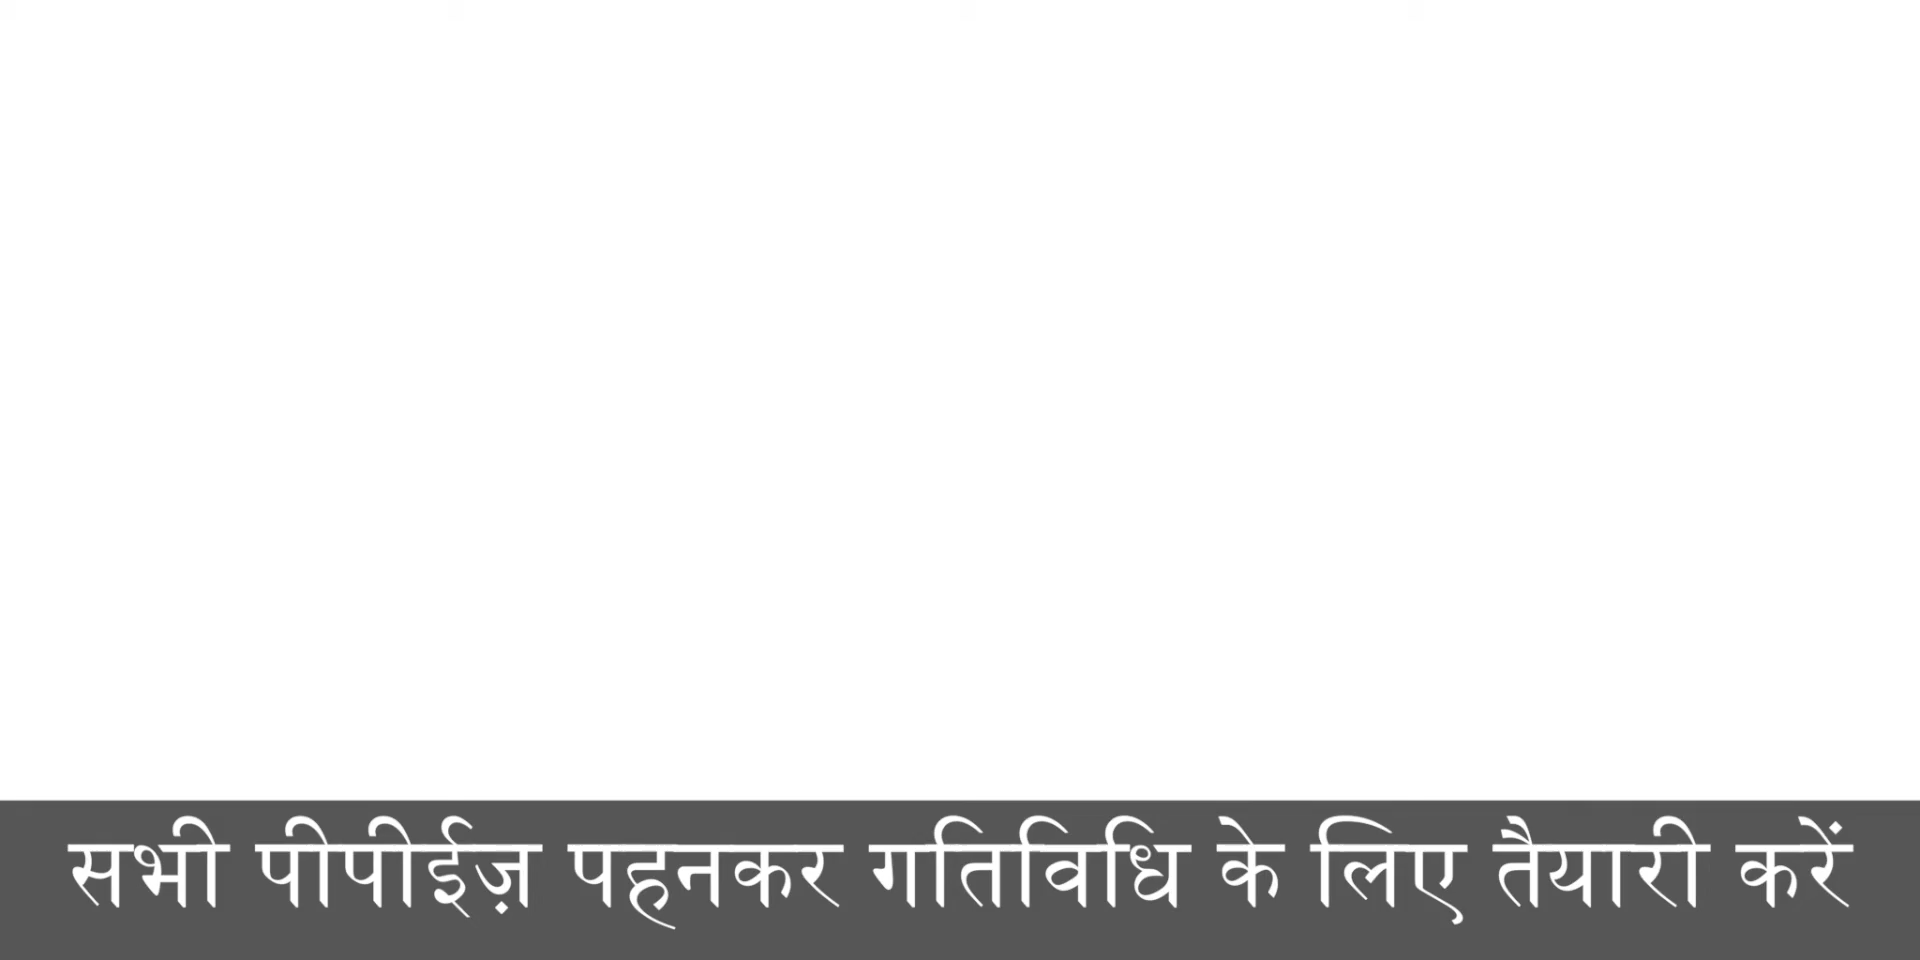 सभी पीपीईज़ पहनकर गतिविधि के लिए तैयारी करें